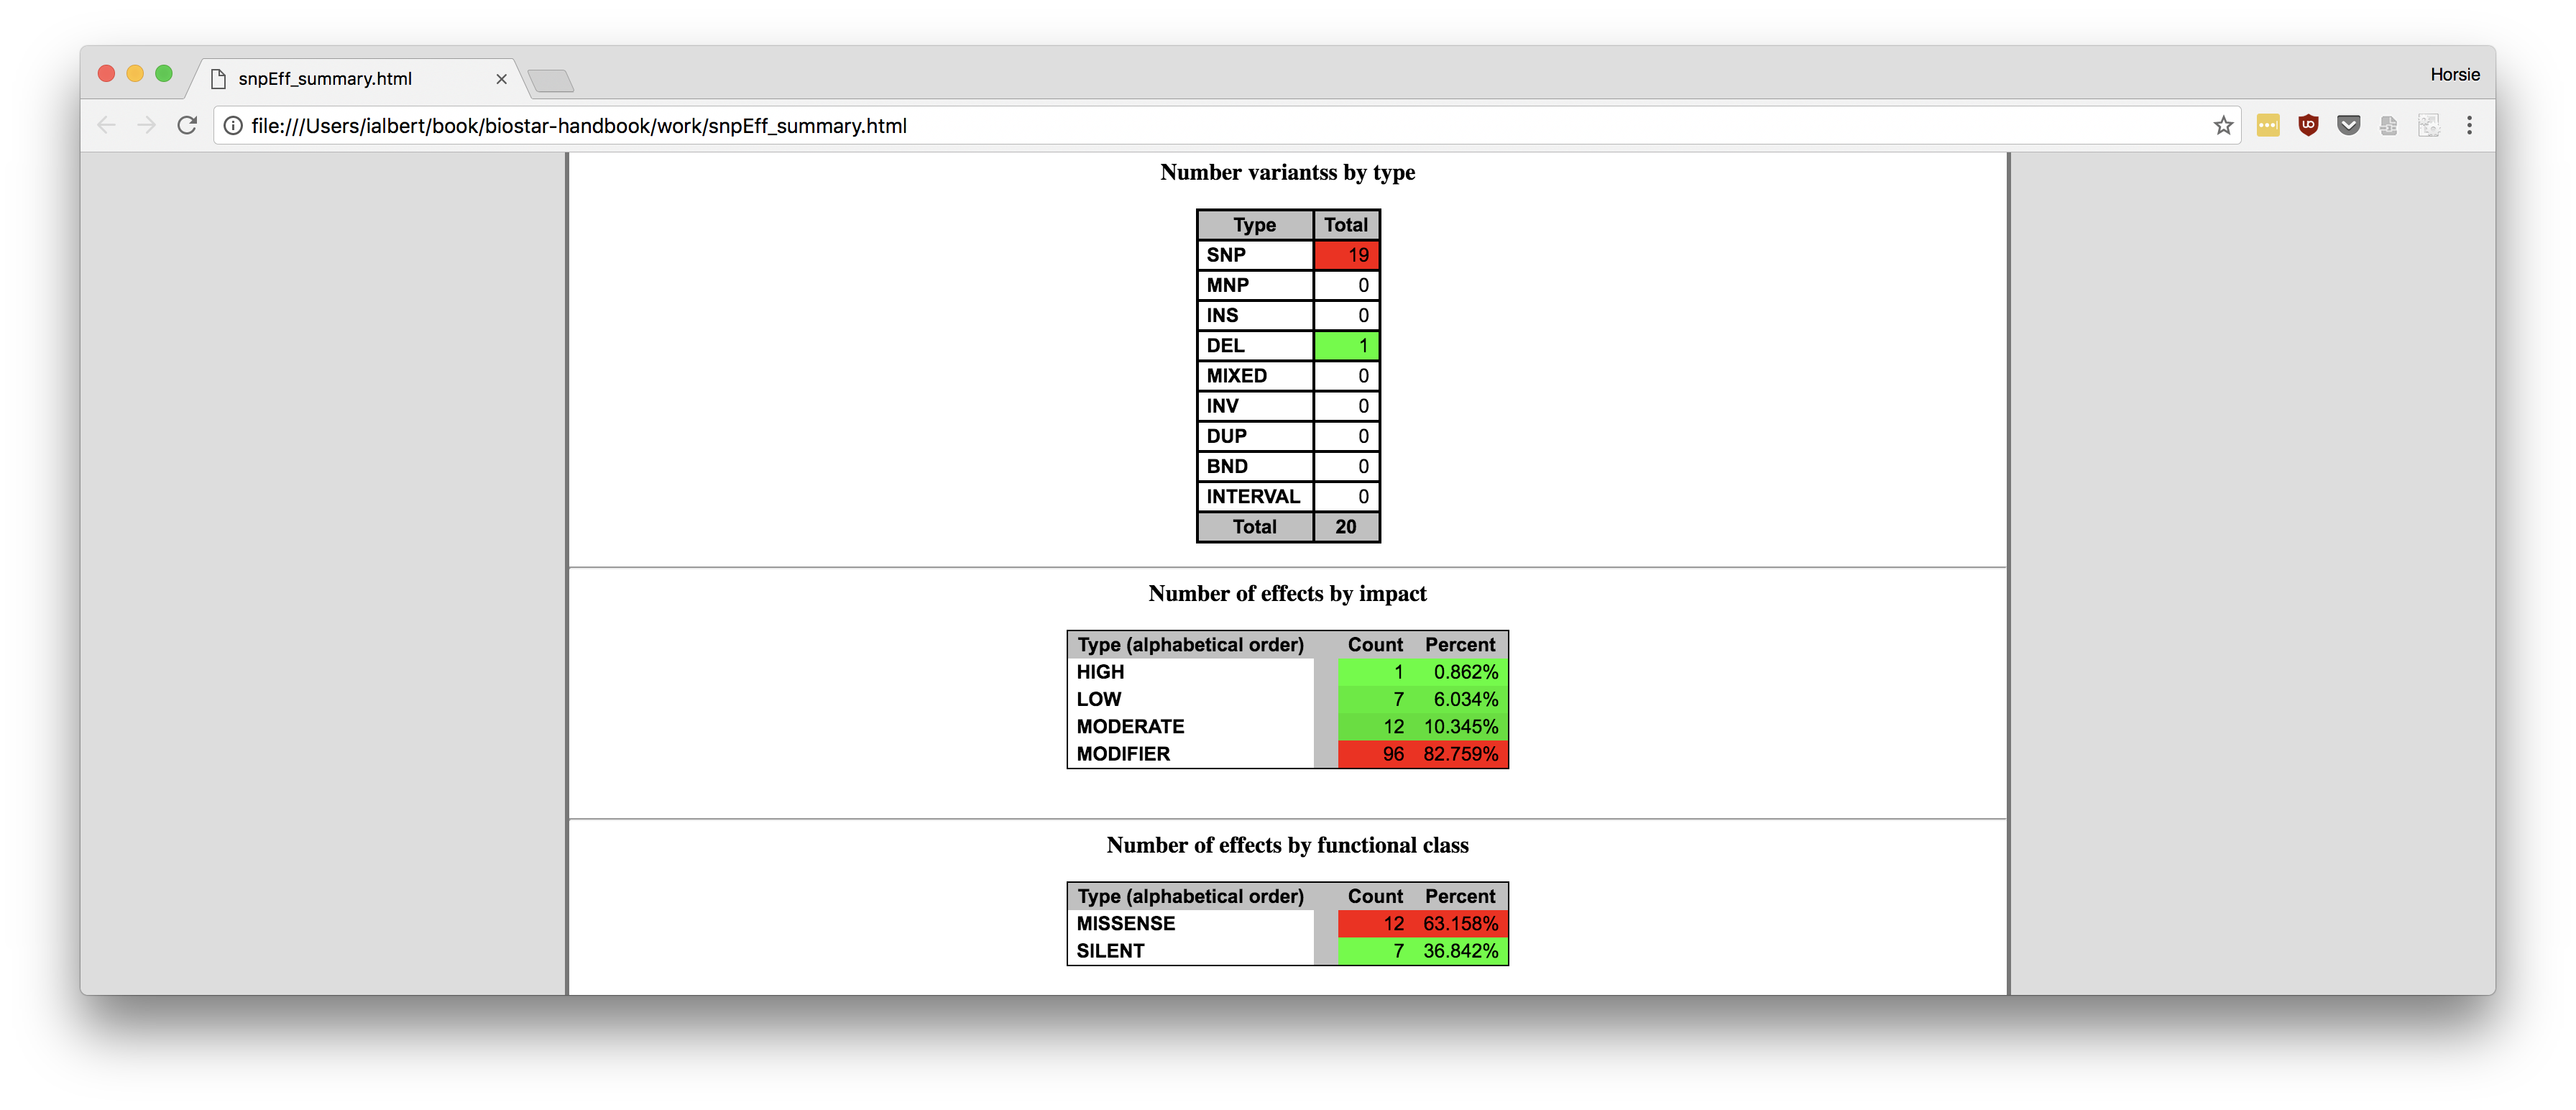 snpEff_summary.html
Horsie
file:///Users/ialbert/book/biostar-handbook/work/snpEff_summary.html
Number variantss by type
Type Total
SNP 19
MNP 0
INS 0
DEL 1
MIXED 0
INV 0
DUP 0
BND 0
INTERVAL 0
Total 20
Number of effects by impact
Type (alphabetical order) Count Percent
HIGH 1 0.862%
LOW 7 6.034%
MODERATE 12 10.345%
MODIFIER 96 82.759%
Number of effects by functional class
Type (alphabetical order) Count Percent
MISSENSE 12 63.158%
SILENT 7 36.842%